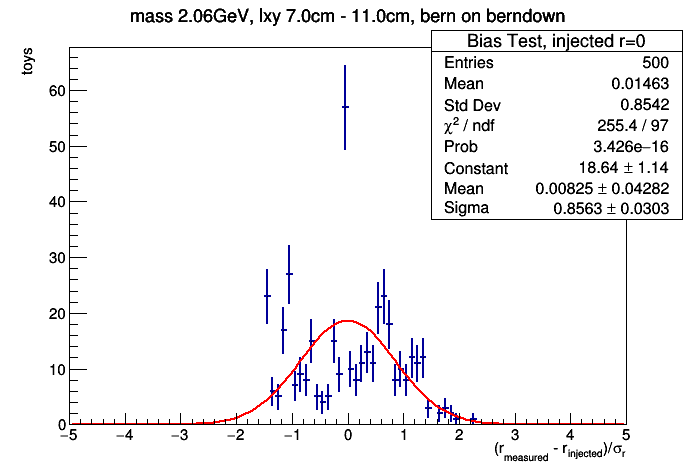 mass 2.06GeV, lxy 7.0cm - 11.0cm, bern on berndown
Bias Test, injected r=0
Entries 500
Mean 0.01463
Std Dev 0.8542
χ² / ndf 255.4 / 97
Prob 3.426e−16
Constant 18.64 ± 1.14
Mean 0.00825 ± 0.04282
Sigma 0.8563 ± 0.0303
toys
60
50
40
30
20
10
0
−5 −4 −3 −2 −1 0 1 2 3 4 5
(r_measured - r_injected)/σ_r